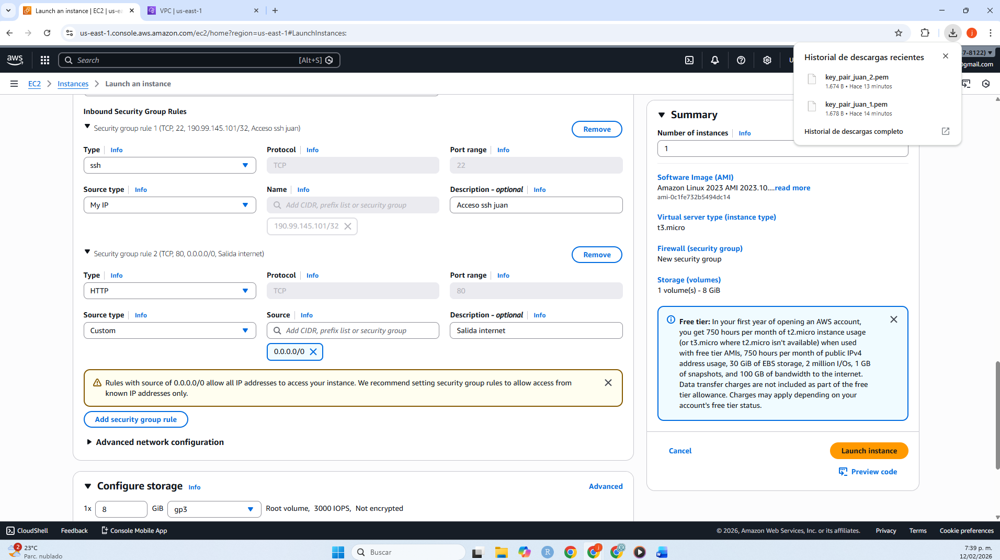 Launch an instance | EC2 | us-ea
VPC | us-east-1
us-east-1.console.aws.amazon.com/ec2/home?region=us-east-1#LaunchInstances:
j
aws
Search
[Alt+S]
U
7-8122)
@gmail.com
Historial de descargas recientes
key_pair_juan_2.pem
1.674 B • Hace 13 minutos
key_pair_juan_1.pem
1.678 B • Hace 14 minutos
Historial de descargas completo
EC2
Instances
Launch an instance
Inbound Security Group Rules
Security group rule 1 (TCP, 22, 190.99.145.101/32, Acceso ssh juan)
Remove
Type Info
Protocol Info
Port range Info
ssh
TCP
22
Source type Info
Name Info
Description - optional Info
My IP
Add CIDR, prefix list or security group
Acceso ssh juan
190.99.145.101/32
Security group rule 2 (TCP, 80, 0.0.0.0/0, Salida internet)
Remove
Type Info
Protocol Info
Port range Info
HTTP
TCP
80
Source type Info
Source Info
Description - optional Info
Custom
Add CIDR, prefix list or security group
Salida internet
0.0.0.0/0
Rules with source of 0.0.0.0/0 allow all IP addresses to access your instance. We recommend setting security group rules to allow access from
known IP addresses only.
Add security group rule
Advanced network configuration
Configure storage Info
Advanced
1x
8
GiB
gp3
Root volume, 3000 IOPS, Not encrypted
Summary
Number of instances Info
1
Software Image (AMI)
Amazon Linux 2023 AMI 2023.10....read more
ami-0c1fe732b5494dc14
Virtual server type (instance type)
t3.micro
Firewall (security group)
New security group
Storage (volumes)
1 volume(s) - 8 GiB
Free tier: In your first year of opening an AWS account,
you get 750 hours per month of t2.micro instance usage
(or t3.micro where t2.micro isn't available) when used
with free tier AMIs, 750 hours per month of public IPv4
address usage, 30 GiB of EBS storage, 2 million I/Os, 1 GB
of snapshots, and 100 GB of bandwidth to the internet.
Data transfer charges are not included as part of the free
tier allowance. Charges may apply depending on your
account's free tier status.
Cancel
Launch instance
Preview code
CloudShell
Feedback
Console Mobile App
© 2026, Amazon Web Services, Inc. or its affiliates.
Privacy
Terms
Cookie preferences
2
23°C
Parc. nublado
Buscar
R
j
W
7:39 p. m.
12/02/2026